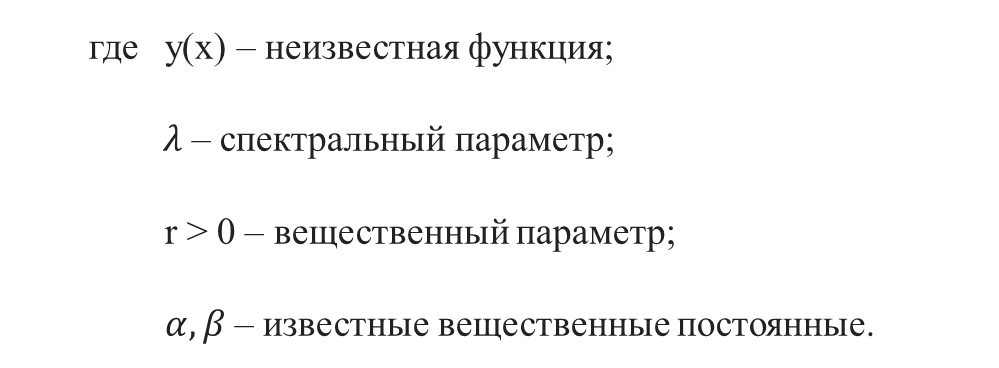 где y(x) – неизвестная функция;
λ – спектральный параметр;
r > 0 – вещественный параметр;
α, β – известные вещественные постоянные.